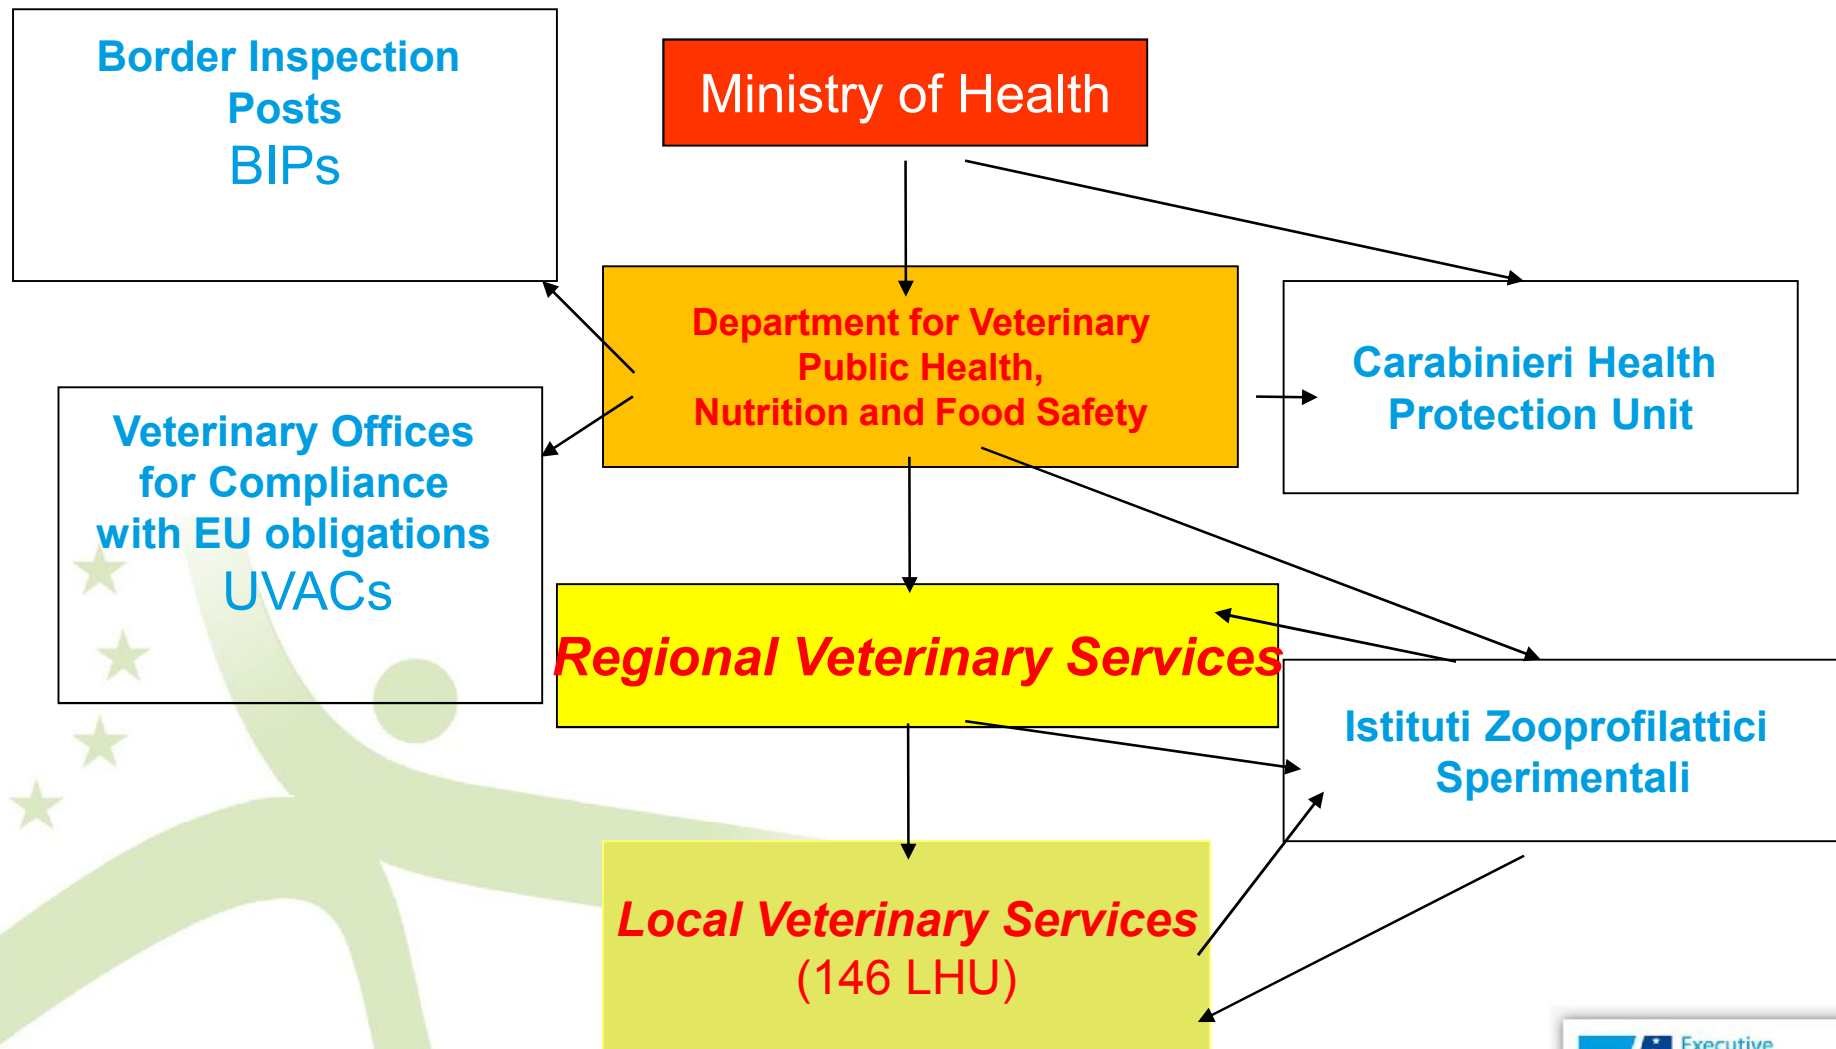 Border Inspection
Posts
BIPs
Ministry of Health
Department for Veterinary
Public Health,
Nutrition and Food Safety
Carabinieri Health
Protection Unit
Veterinary Offices
for Compliance
with EU obligations
UVACs
Regional Veterinary Services
Istituti Zooprofilattici
Sperimentali
Local Veterinary Services
(146 LHU)
Executive